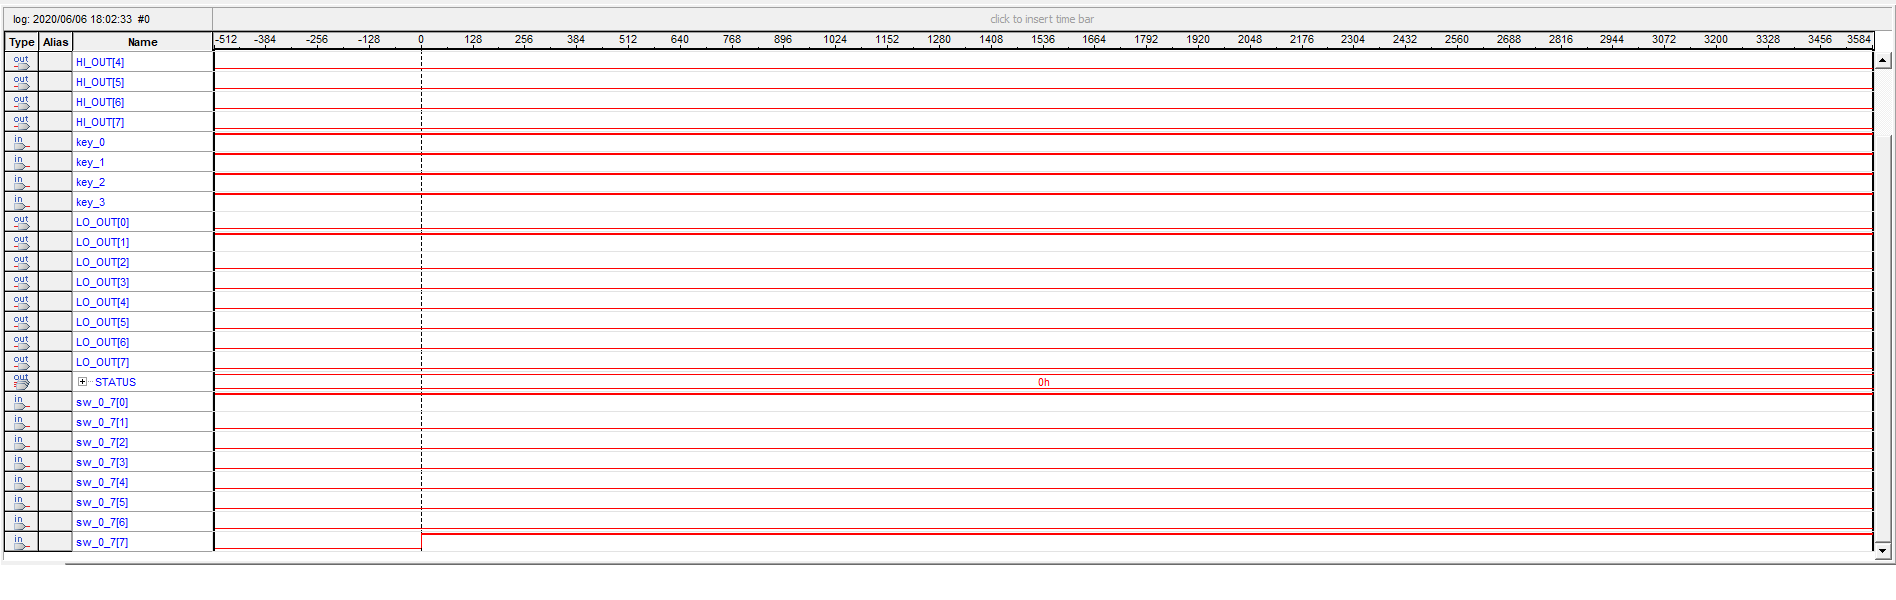 log: 2020/06/06 18:02:33 #0 click to insert time bar
Type Alias Name -512 -384 -256 -128 0 128 256 384 512 640 768 896 1024 1152 1280 1408 1536 1664 1792 1920 2048 2176 2304 2432 2560 2688 2816 2944 3072 3200 3328 3456 3584
out HI_OUT[4]
out HI_OUT[5]
out HI_OUT[6]
out HI_OUT[7]
in key_0
in key_1
in key_2
in key_3
out LO_OUT[0]
out LO_OUT[1]
out LO_OUT[2]
out LO_OUT[3]
out LO_OUT[4]
out LO_OUT[5]
out LO_OUT[6]
out LO_OUT[7]
out STATUS 0h
in sw_0_7[0]
in sw_0_7[1]
in sw_0_7[2]
in sw_0_7[3]
in sw_0_7[4]
in sw_0_7[5]
in sw_0_7[6]
in sw_0_7[7]